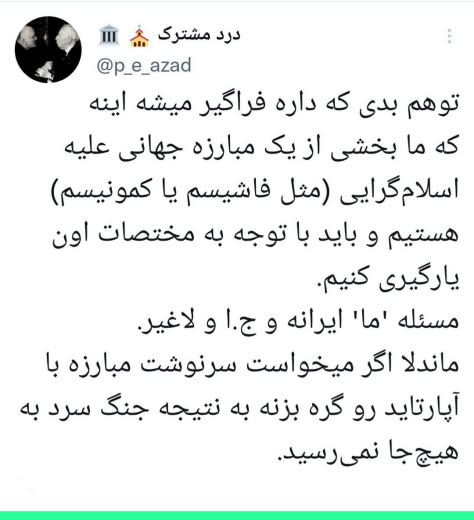 درد مشترک ⛪ 🏛
@p_e_azad
توهم بدی که داره فراگیر میشه اینه
که ما بخشی از یک مبارزه جهانی علیه
اسلام‌گرایی (مثل فاشیسم یا کمونیسم)
هستیم و باید با توجه به مختصات اون
یارگیری کنیم.
مسئله 'ما' ایرانه و ج.ا و لاغیر.
ماندلا اگر میخواست سرنوشت مبارزه با
آپارتاید رو گره بزنه به نتیجه جنگ سرد به
هیچ‌جا نمی‌رسید.